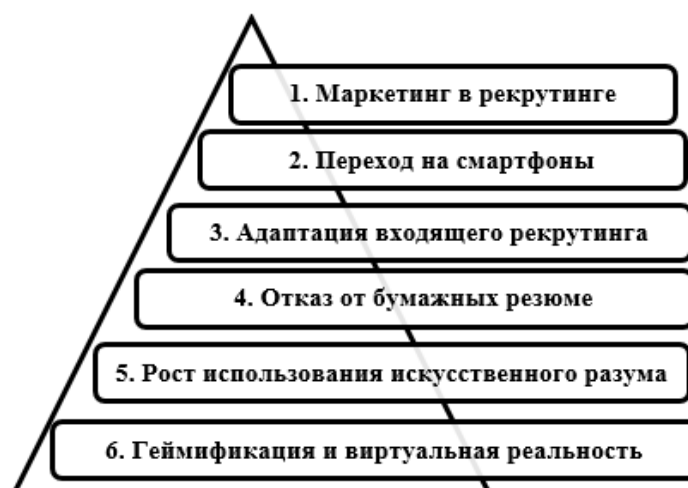 1. Маркетинг в рекрутинге
2. Переход на смартфоны
3. Адаптация входящего рекрутинга
4. Отказ от бумажных резюме
5. Рост использования искусственного разума
6. Геймификация и виртуальная реальность